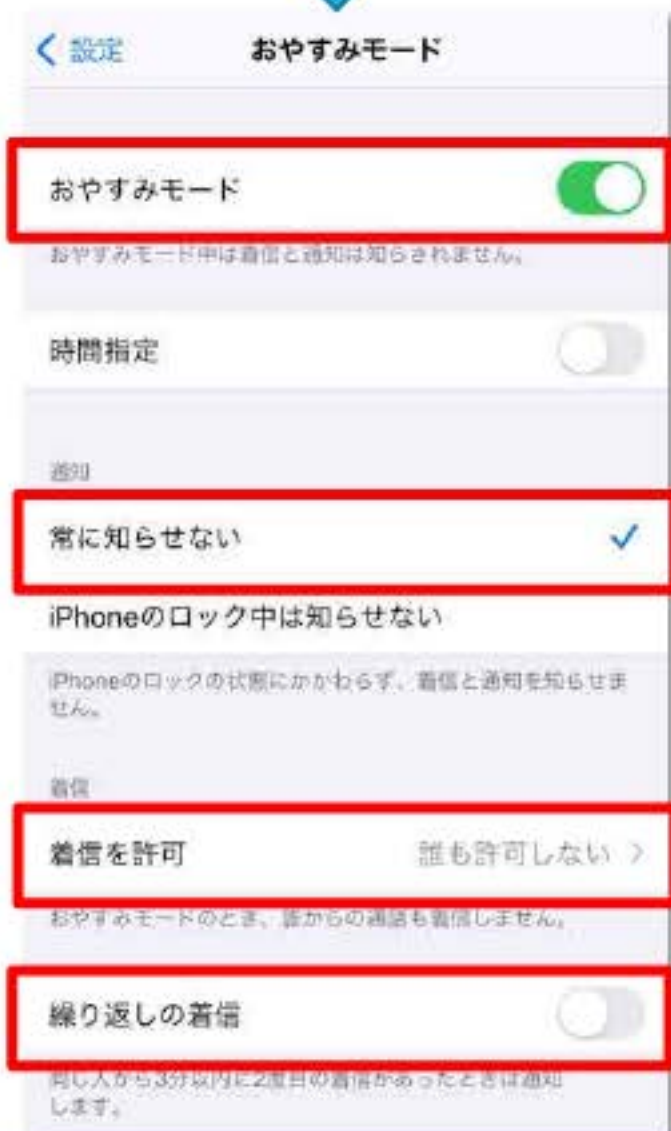 設定 おやすみモード
おやすみモード
おやすみモード中は着信と通知は知らされません。
時間指定
通知
常に知らせない
iPhoneのロック中は知らせない
iPhoneのロックの状態にかかわらず、着信と通知を知らせま
せん。
着信
着信を許可 誰も許可しない
おやすみモードのとき、誰からの通話も着信しません。
繰り返しの着信
同じ人から3分以内に2度目の着信があったときは通知
します。